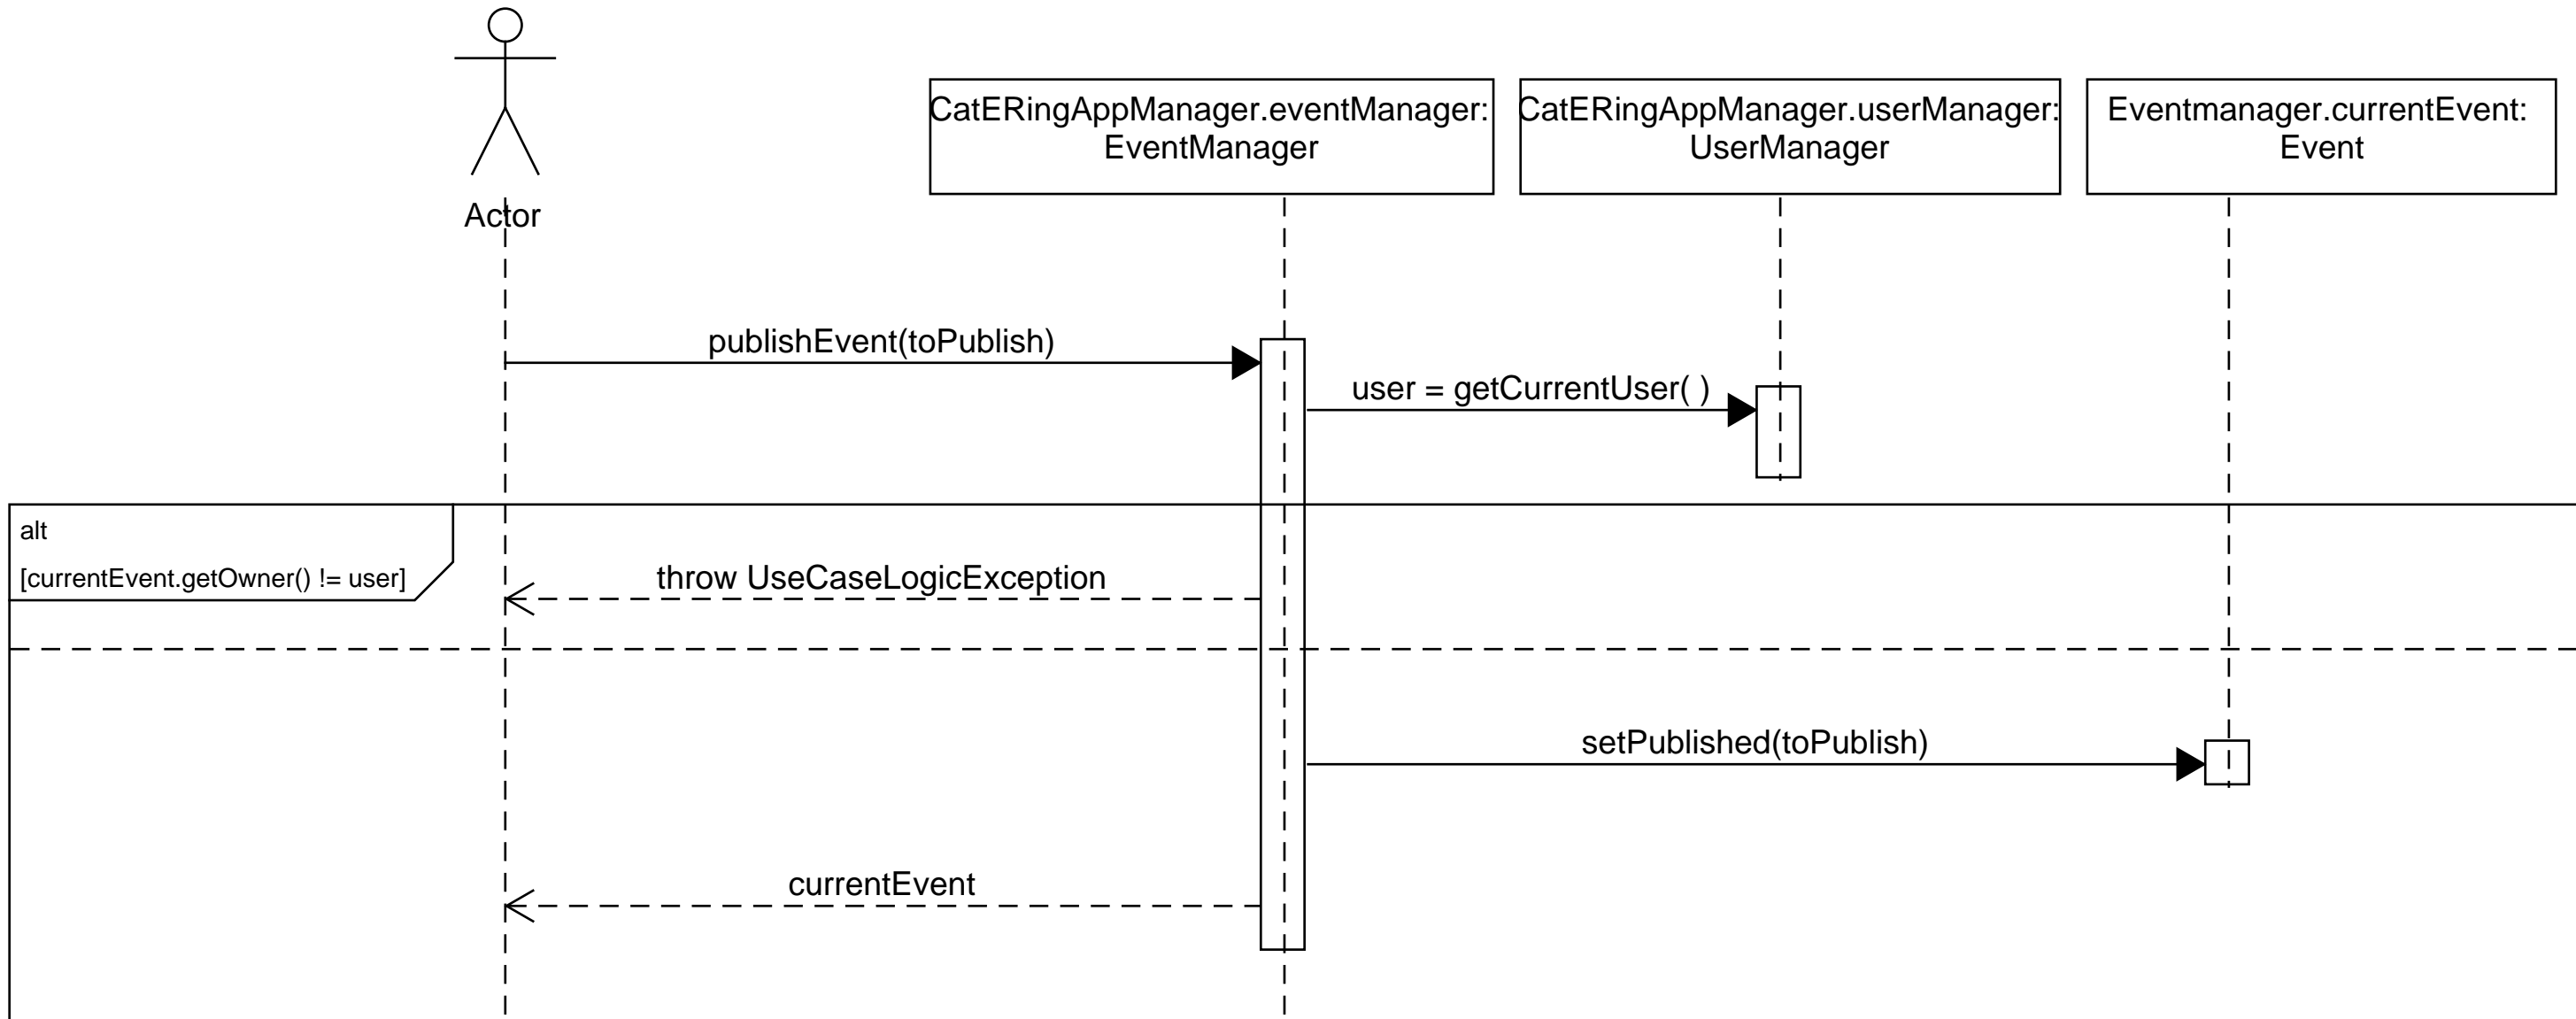 CatERingAppManager.eventManager:
EventManager
CatERingAppManager.userManager:
UserManager
Eventmanager.currentEvent:
Event
Actor
publishEvent(toPublish)
user = getCurrentUser( )
alt
[currentEvent.getOwner() != user]
throw UseCaseLogicException
setPublished(toPublish)
currentEvent